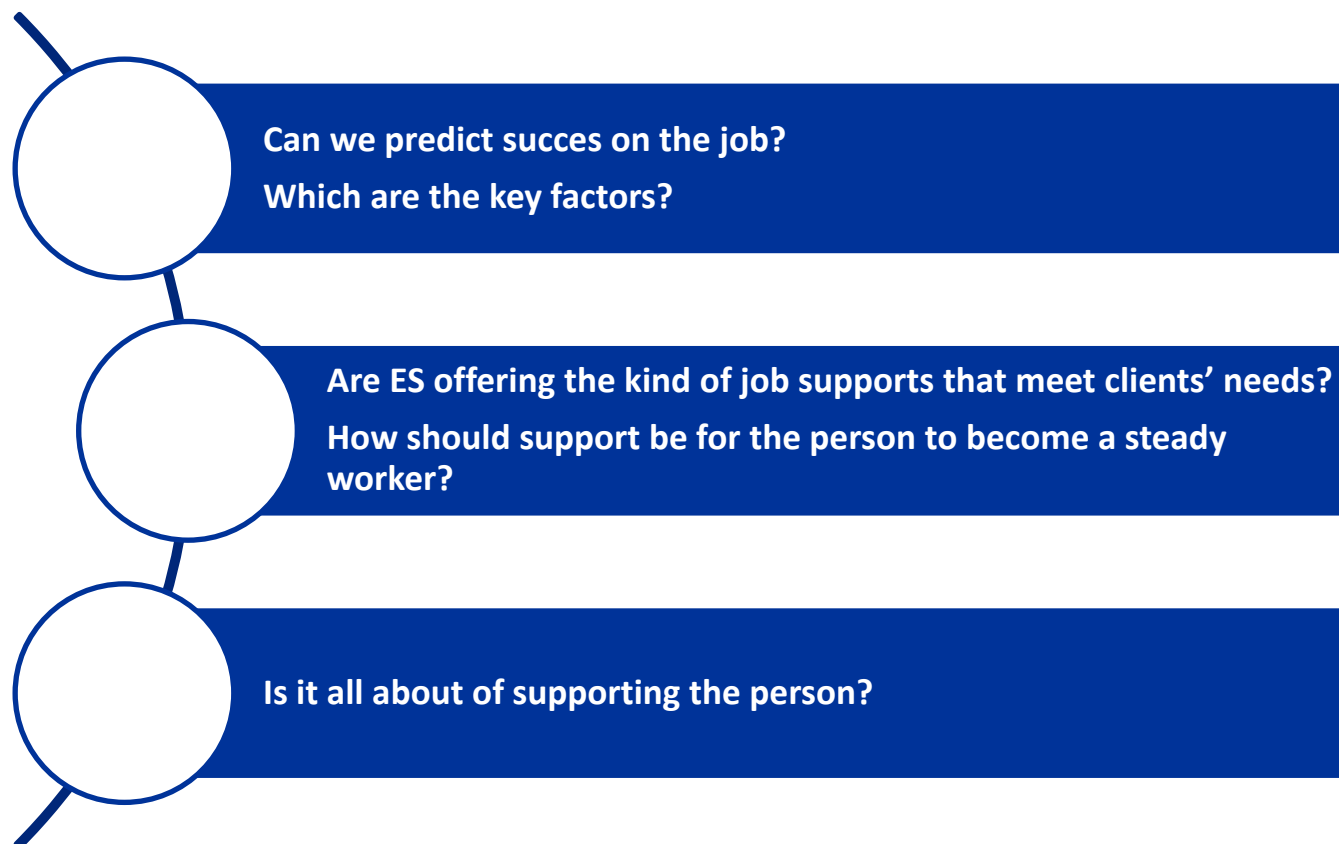 Can we predict succes on the job?
Which are the key factors?
Are ES offering the kind of job supports that meet clients’ needs?
How should support be for the person to become a steady
worker?
Is it all about of supporting the person?